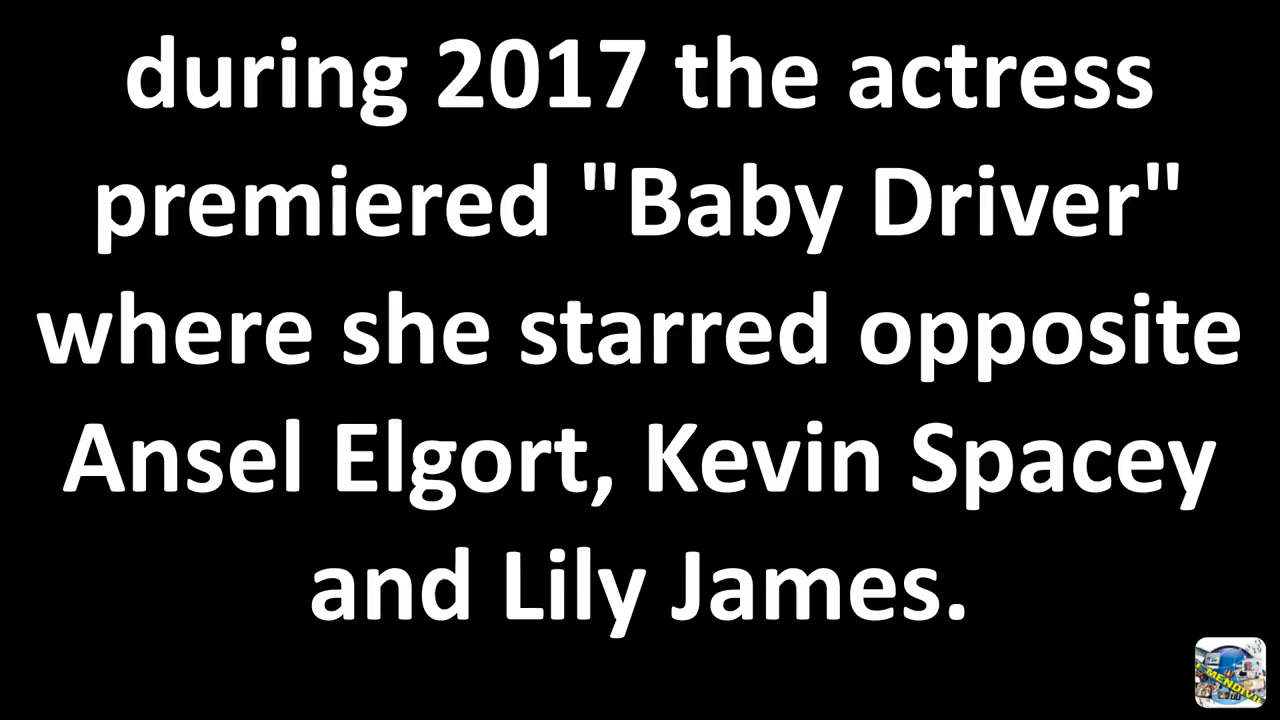 during 2017 the actress
premiered "Baby Driver"
where she starred opposite
Ansel Elgort, Kevin Spacey
and Lily James.